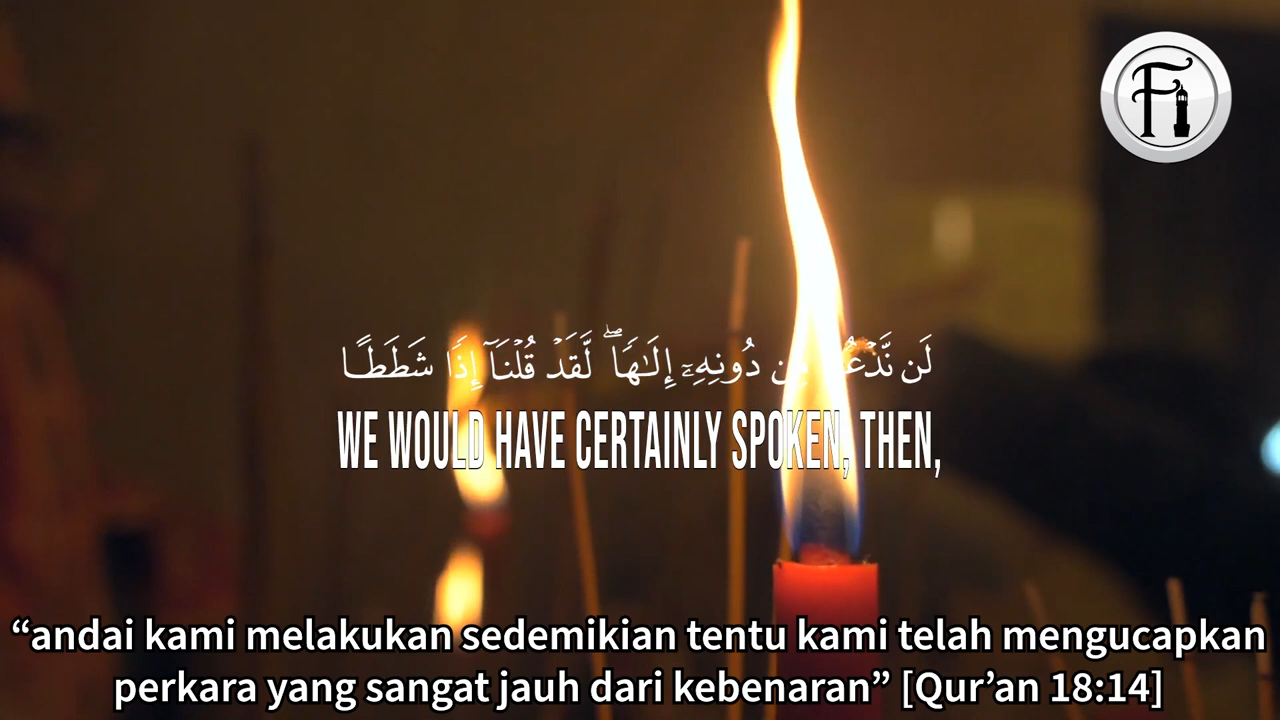 Fi
لَن نَّدْعُ مِن دُونِهِۦٓ إِلَـٰهًا ۖ لَّقَدْ قُلْنَآ إِذًا شَطَطًا
WE WOULD HAVE CERTAINLY SPOKEN, THEN,
“andai kami melakukan sedemikian tentu kami telah mengucapkan
perkara yang sangat jauh dari kebenaran” [Qur’an 18:14]